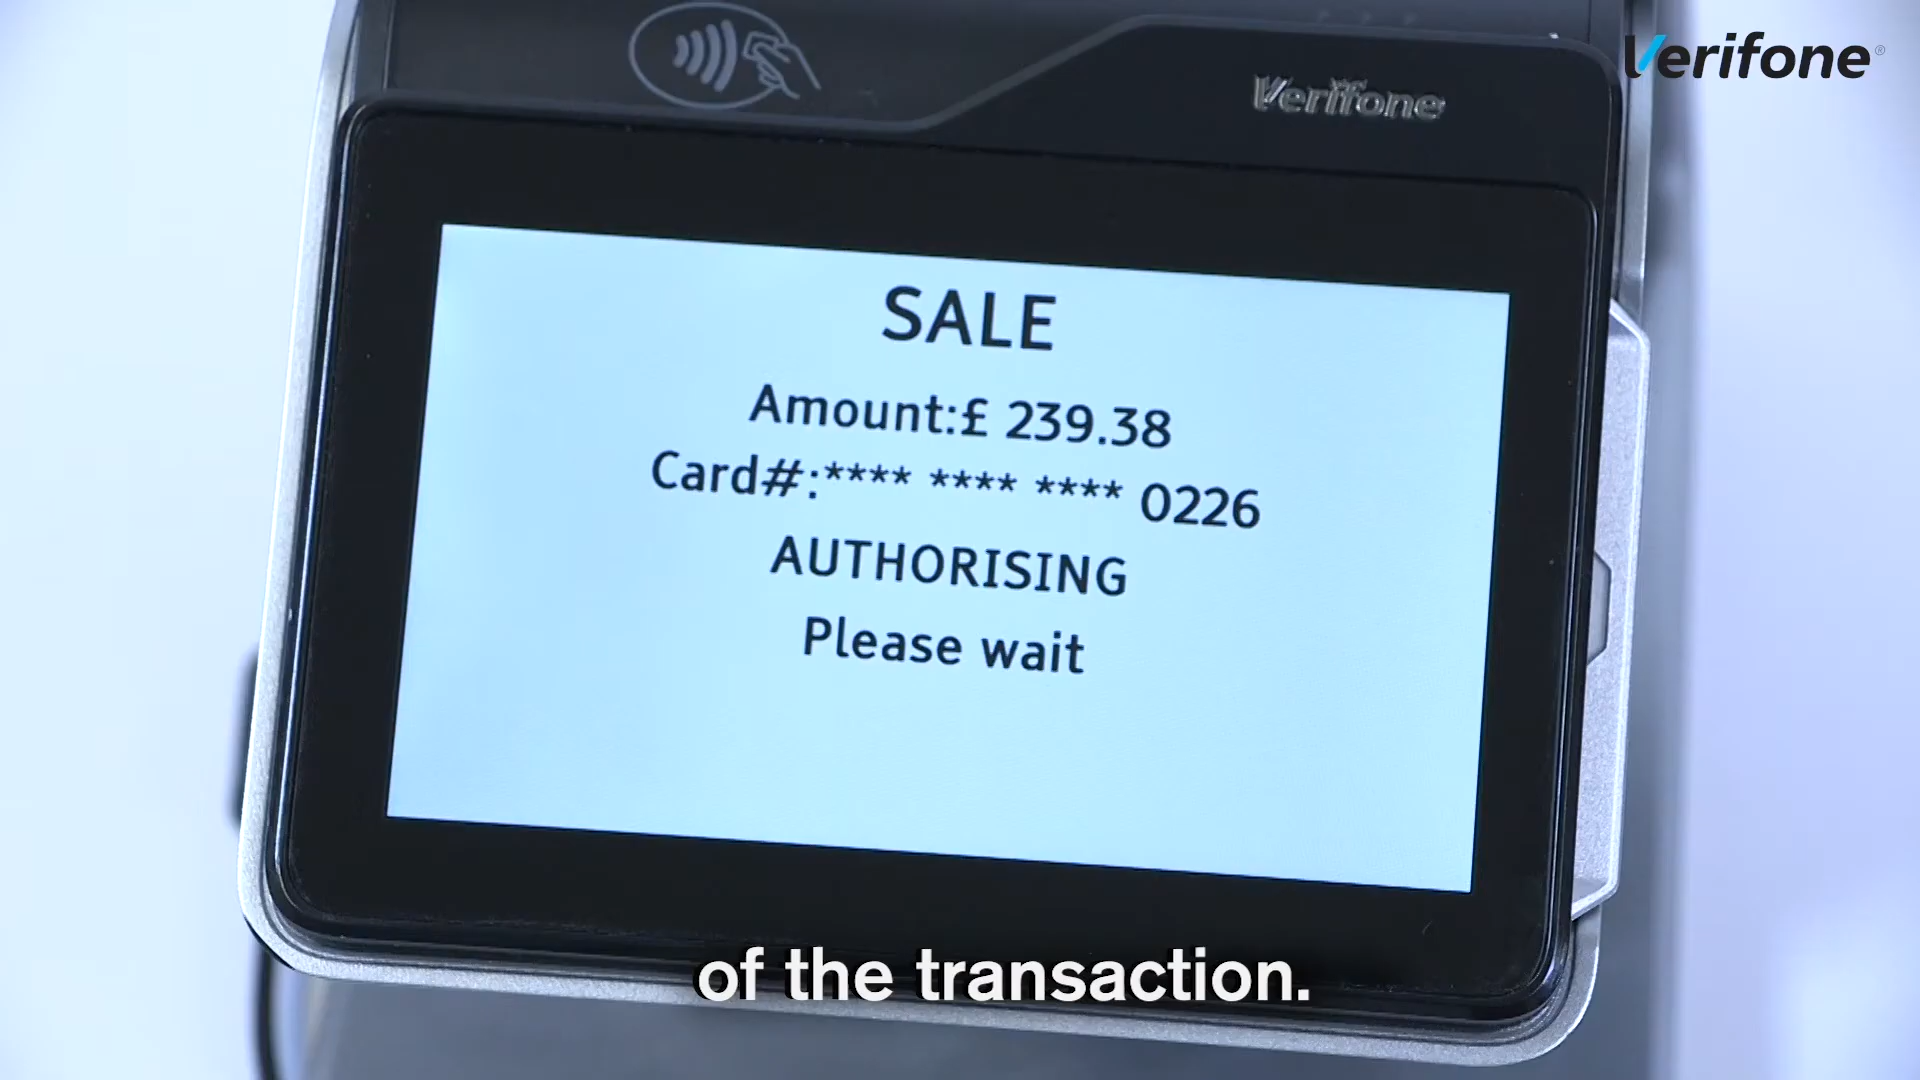 Verifone®
Verifone
SALE
Amount:£ 239.38
Card#:**** **** **** 0226
AUTHORISING
Please wait
of the transaction.